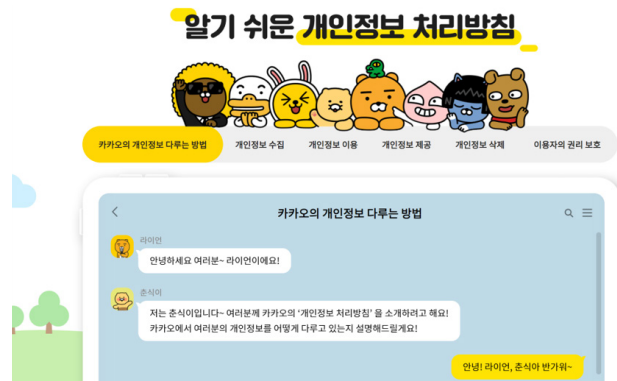 알기 쉬운 개인정보 처리방침
카카오의 개인정보 다루는 방법 개인정보 수집 개인정보 이용 개인정보 제공 개인정보 삭제 이용자의 권리 보호
카카오의 개인정보 다루는 방법
라이언
안녕하세요 여러분~ 라이언이에요!
춘식이
저는 춘식이입니다~ 여러분께 카카오의 ‘개인정보 처리방침’ 을 소개하려고 해요!
카카오에서 여러분의 개인정보를 어떻게 다루고 있는지 설명해드릴게요!
안녕! 라이언, 춘식아 반가워~